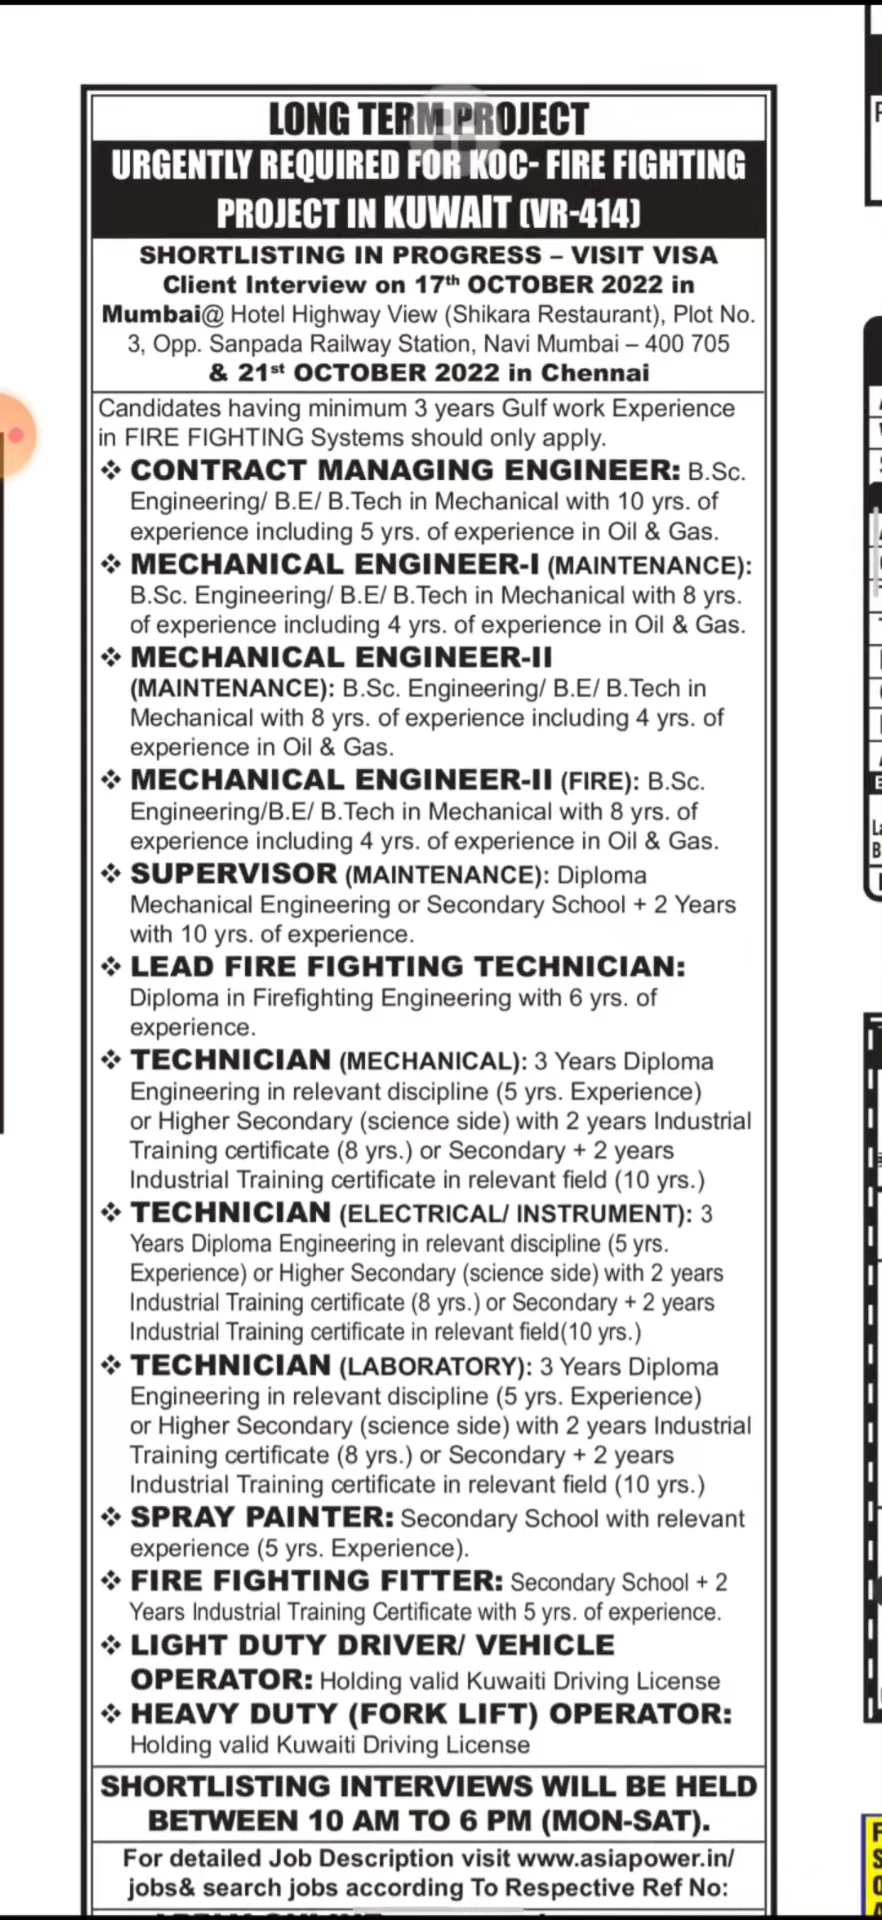 LONG TERM PROJECT
URGENTLY REQUIRED FOR KOC- FIRE FIGHTING
PROJECT IN KUWAIT (VR-414)
SHORTLISTING IN PROGRESS – VISIT VISA
Client Interview on 17th OCTOBER 2022 in
Mumbai@ Hotel Highway View (Shikara Restaurant), Plot No.
3, Opp. Sanpada Railway Station, Navi Mumbai – 400 705
& 21st OCTOBER 2022 in Chennai
Candidates having minimum 3 years Gulf work Experience
in FIRE FIGHTING Systems should only apply.
❖ CONTRACT MANAGING ENGINEER: B.Sc.
Engineering/ B.E/ B.Tech in Mechanical with 10 yrs. of
experience including 5 yrs. of experience in Oil & Gas.
❖ MECHANICAL ENGINEER-I (MAINTENANCE):
B.Sc. Engineering/ B.E/ B.Tech in Mechanical with 8 yrs.
of experience including 4 yrs. of experience in Oil & Gas.
❖ MECHANICAL ENGINEER-II
(MAINTENANCE): B.Sc. Engineering/ B.E/ B.Tech in
Mechanical with 8 yrs. of experience including 4 yrs. of
experience in Oil & Gas.
❖ MECHANICAL ENGINEER-II (FIRE): B.Sc.
Engineering/B.E/ B.Tech in Mechanical with 8 yrs. of
experience including 4 yrs. of experience in Oil & Gas.
❖ SUPERVISOR (MAINTENANCE): Diploma
Mechanical Engineering or Secondary School + 2 Years
with 10 yrs. of experience.
❖ LEAD FIRE FIGHTING TECHNICIAN:
Diploma in Firefighting Engineering with 6 yrs. of
experience.
❖ TECHNICIAN (MECHANICAL): 3 Years Diploma
Engineering in relevant discipline (5 yrs. Experience)
or Higher Secondary (science side) with 2 years Industrial
Training certificate (8 yrs.) or Secondary + 2 years
Industrial Training certificate in relevant field (10 yrs.)
❖ TECHNICIAN (ELECTRICAL/ INSTRUMENT): 3
Years Diploma Engineering in relevant discipline (5 yrs.
Experience) or Higher Secondary (science side) with 2 years
Industrial Training certificate (8 yrs.) or Secondary + 2 years
Industrial Training certificate in relevant field(10 yrs.)
❖ TECHNICIAN (LABORATORY): 3 Years Diploma
Engineering in relevant discipline (5 yrs. Experience)
or Higher Secondary (science side) with 2 years Industrial
Training certificate (8 yrs.) or Secondary + 2 years
Industrial Training certificate in relevant field (10 yrs.)
❖ SPRAY PAINTER: Secondary School with relevant
experience (5 yrs. Experience).
❖ FIRE FIGHTING FITTER: Secondary School + 2
Years Industrial Training Certificate with 5 yrs. of experience.
❖ LIGHT DUTY DRIVER/ VEHICLE
OPERATOR: Holding valid Kuwaiti Driving License
❖ HEAVY DUTY (FORK LIFT) OPERATOR:
Holding valid Kuwaiti Driving License
SHORTLISTING INTERVIEWS WILL BE HELD
BETWEEN 10 AM TO 6 PM (MON-SAT).
For detailed Job Description visit www.asiapower.in/
jobs& search jobs according To Respective Ref No: